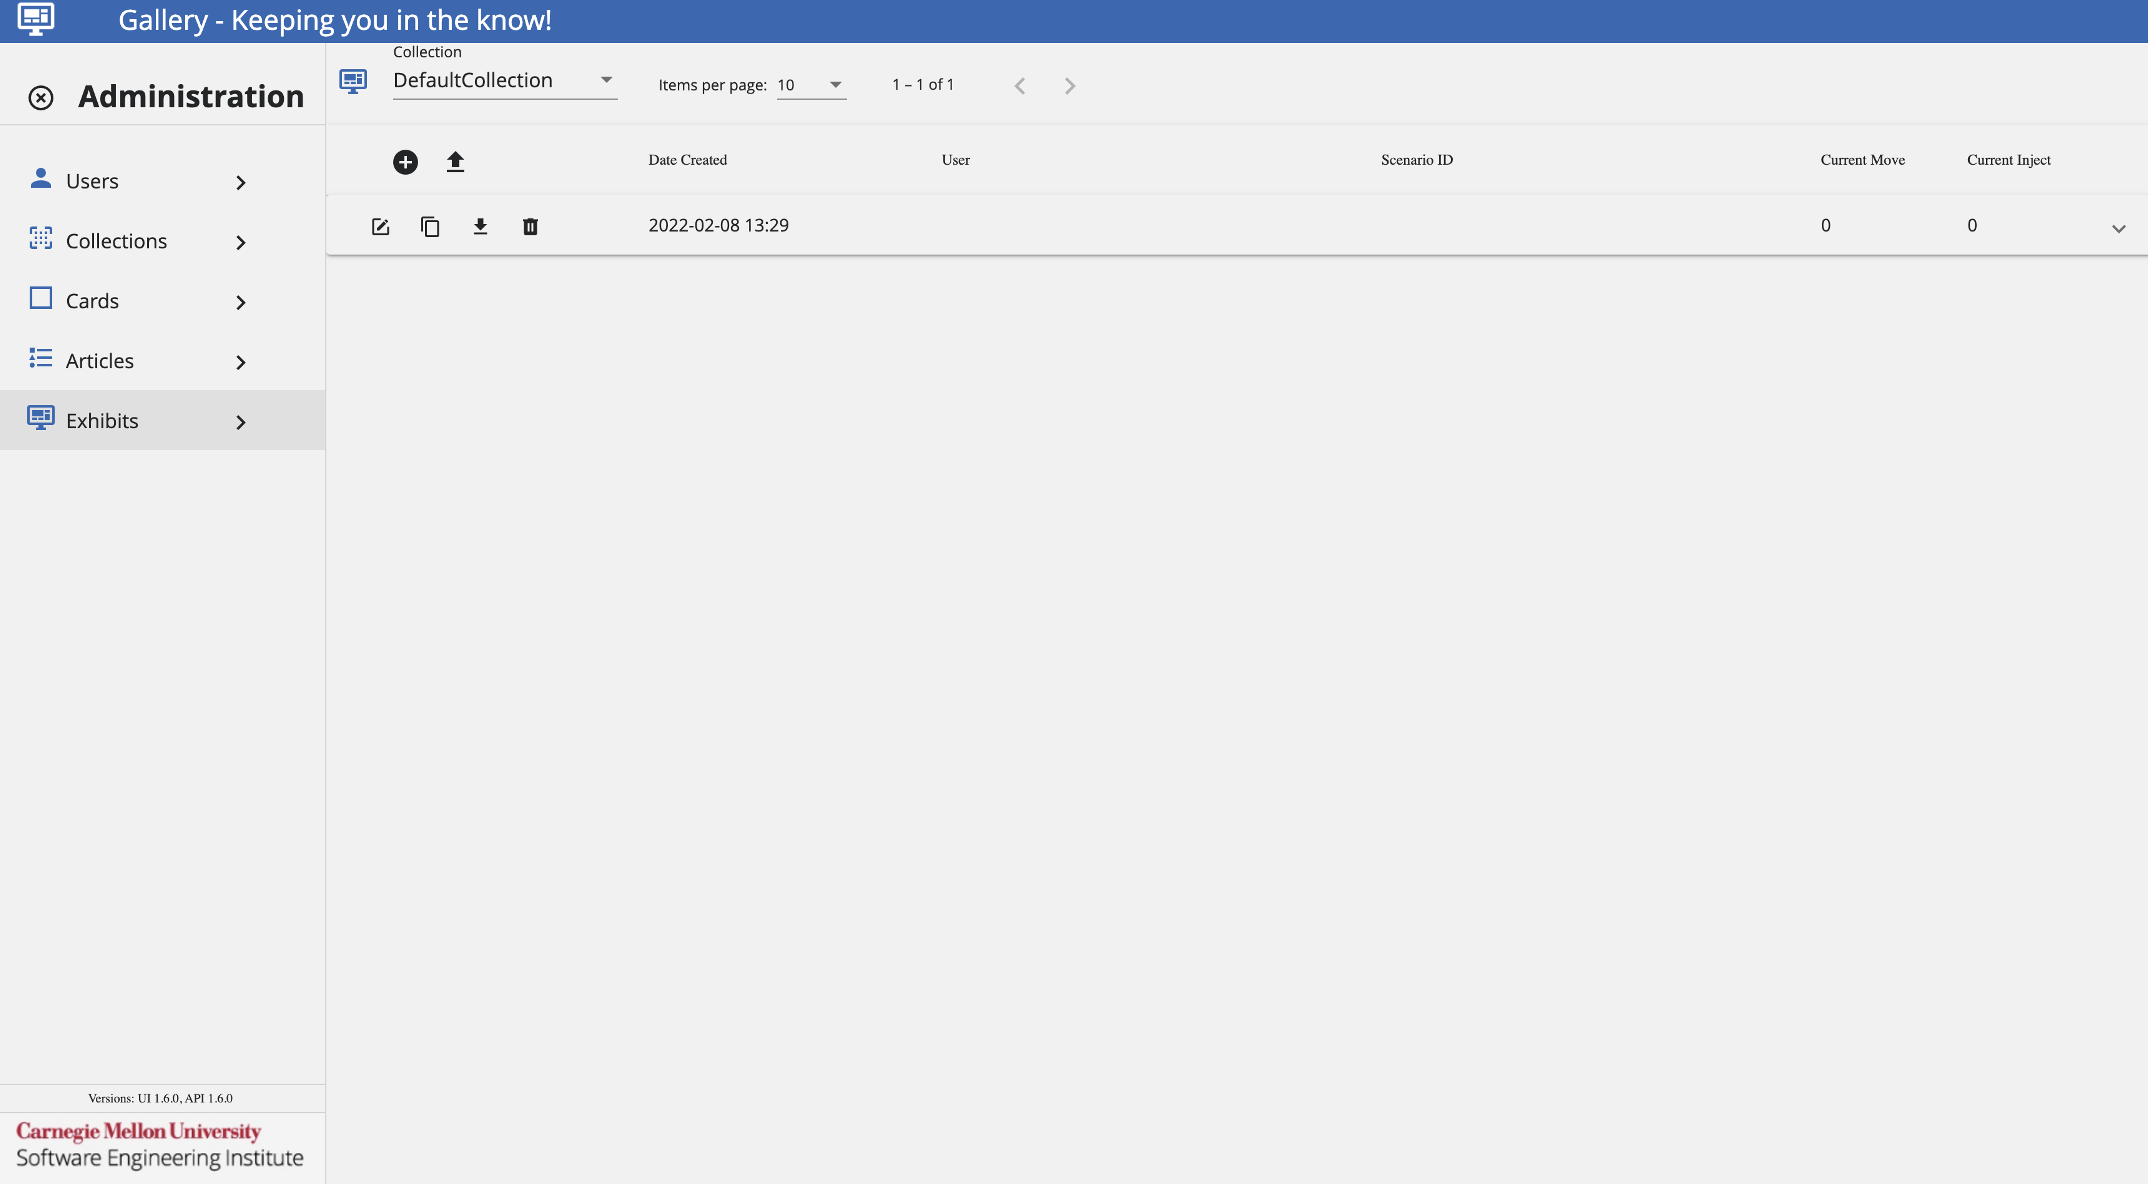 Gallery - Keeping you in the know!
Administration
Users
Collections
Cards
Articles
Exhibits
Versions: UI 1.6.0, API 1.6.0
Carnegie Mellon University
Software Engineering Institute
Collection
DefaultCollection
Items per page: 10
1 – 1 of 1
Date Created User Scenario ID Current Move Current Inject
2022-02-08 13:29 0 0